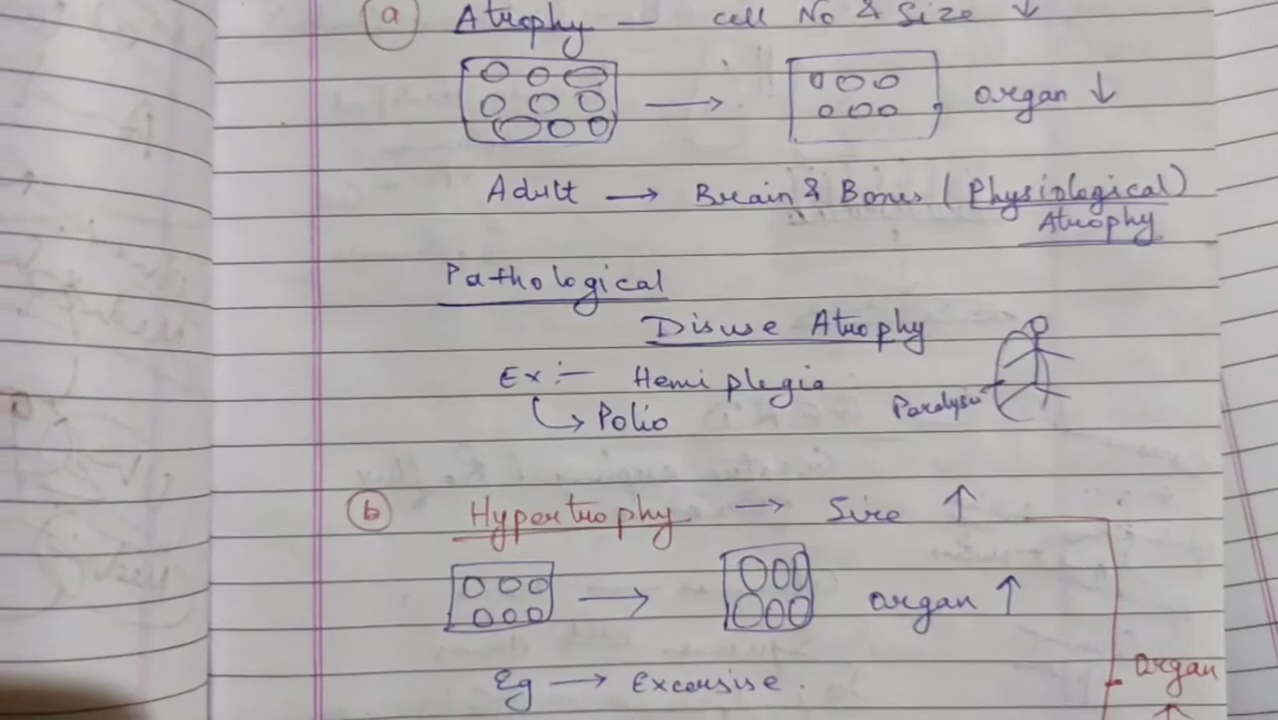 a Atrophy — cell No & Size ↓
→ organ ↓
Adult → Brain & Bones (Physiological)
Atrophy
Pathological
Disuse Atrophy
Ex :- Hemiplegia
Paralysis
↳ Polio
b Hypertrophy → Size ↑
→ organ ↑
Organ
↑
Eg → Excersise.